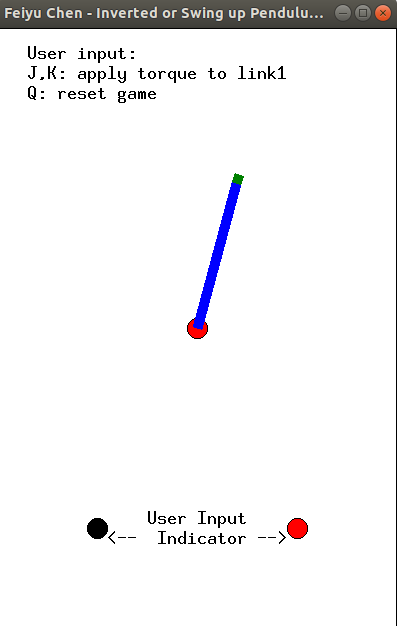 Feiyu Chen - Inverted or Swing up Pendulu...
User input:
J,K: apply torque to link1
Q: reset game
User Input
<-- Indicator -->